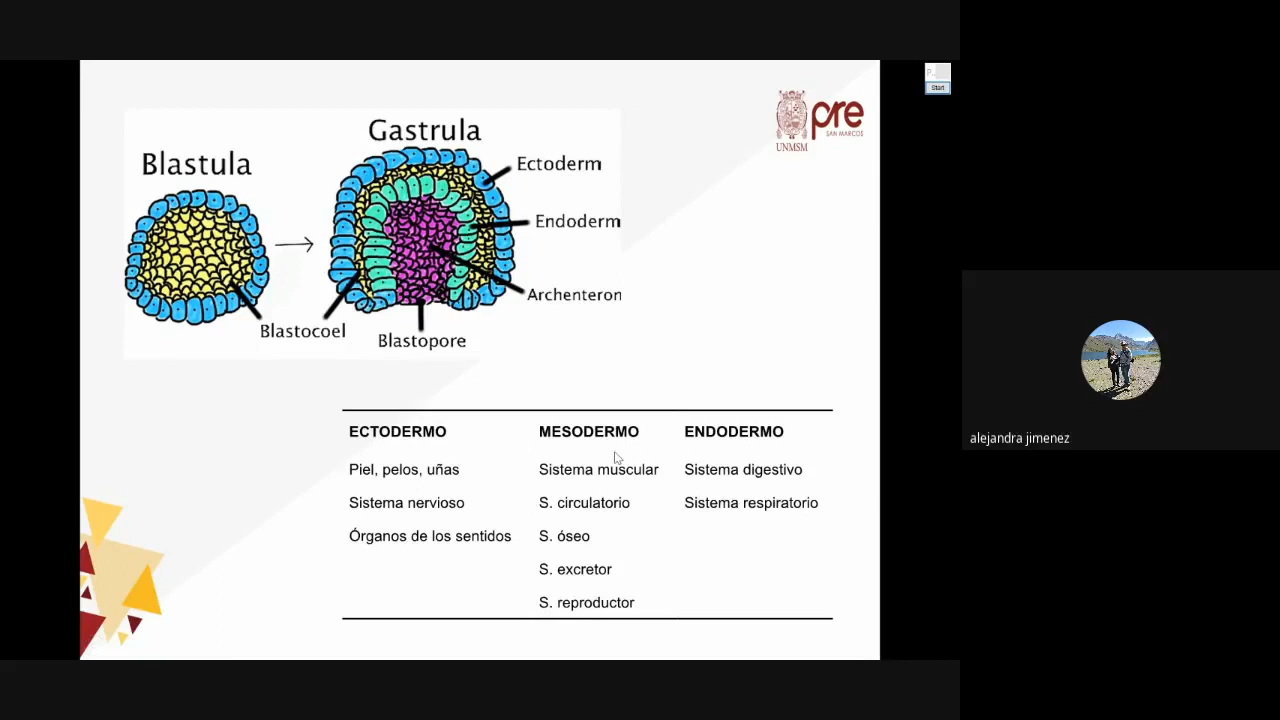 Gastrula
Blastula
Ectoderm
Endoderm
Archenteron
Blastocoel
Blastopore
pre
SAN MARCOS
UNMSM
P..
Start
ECTODERMO MESODERMO ENDODERMO
Piel, pelos, uñas Sistema muscular Sistema digestivo
Sistema nervioso S. circulatorio Sistema respiratorio
Órganos de los sentidos S. óseo
S. excretor
S. reproductor
alejandra jimenez